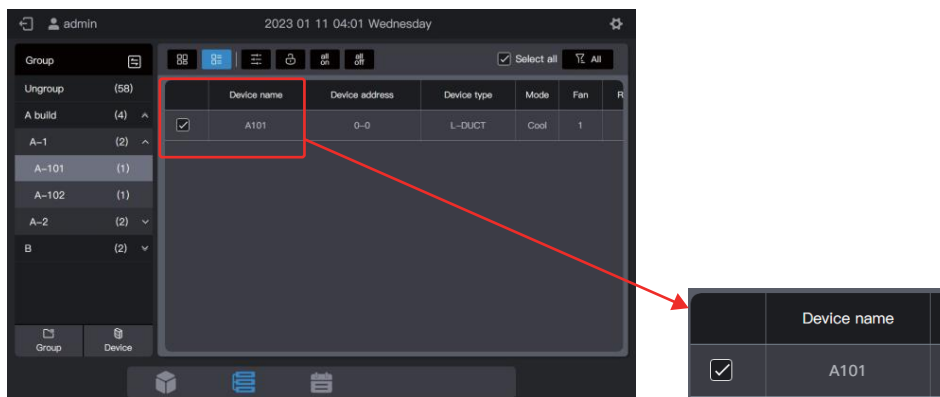 admin
2023 01 11 04:01 Wednesday
Group
all on
all off
Select all
All
Ungroup (58)
A build (4)
A-1 (2)
A-101 (1)
A-102 (1)
A-2 (2)
B (2)
Group
Device
Device name Device address Device type Mode Fan R
A101 0-0 L-DUCT Cool 1
Device name
A101